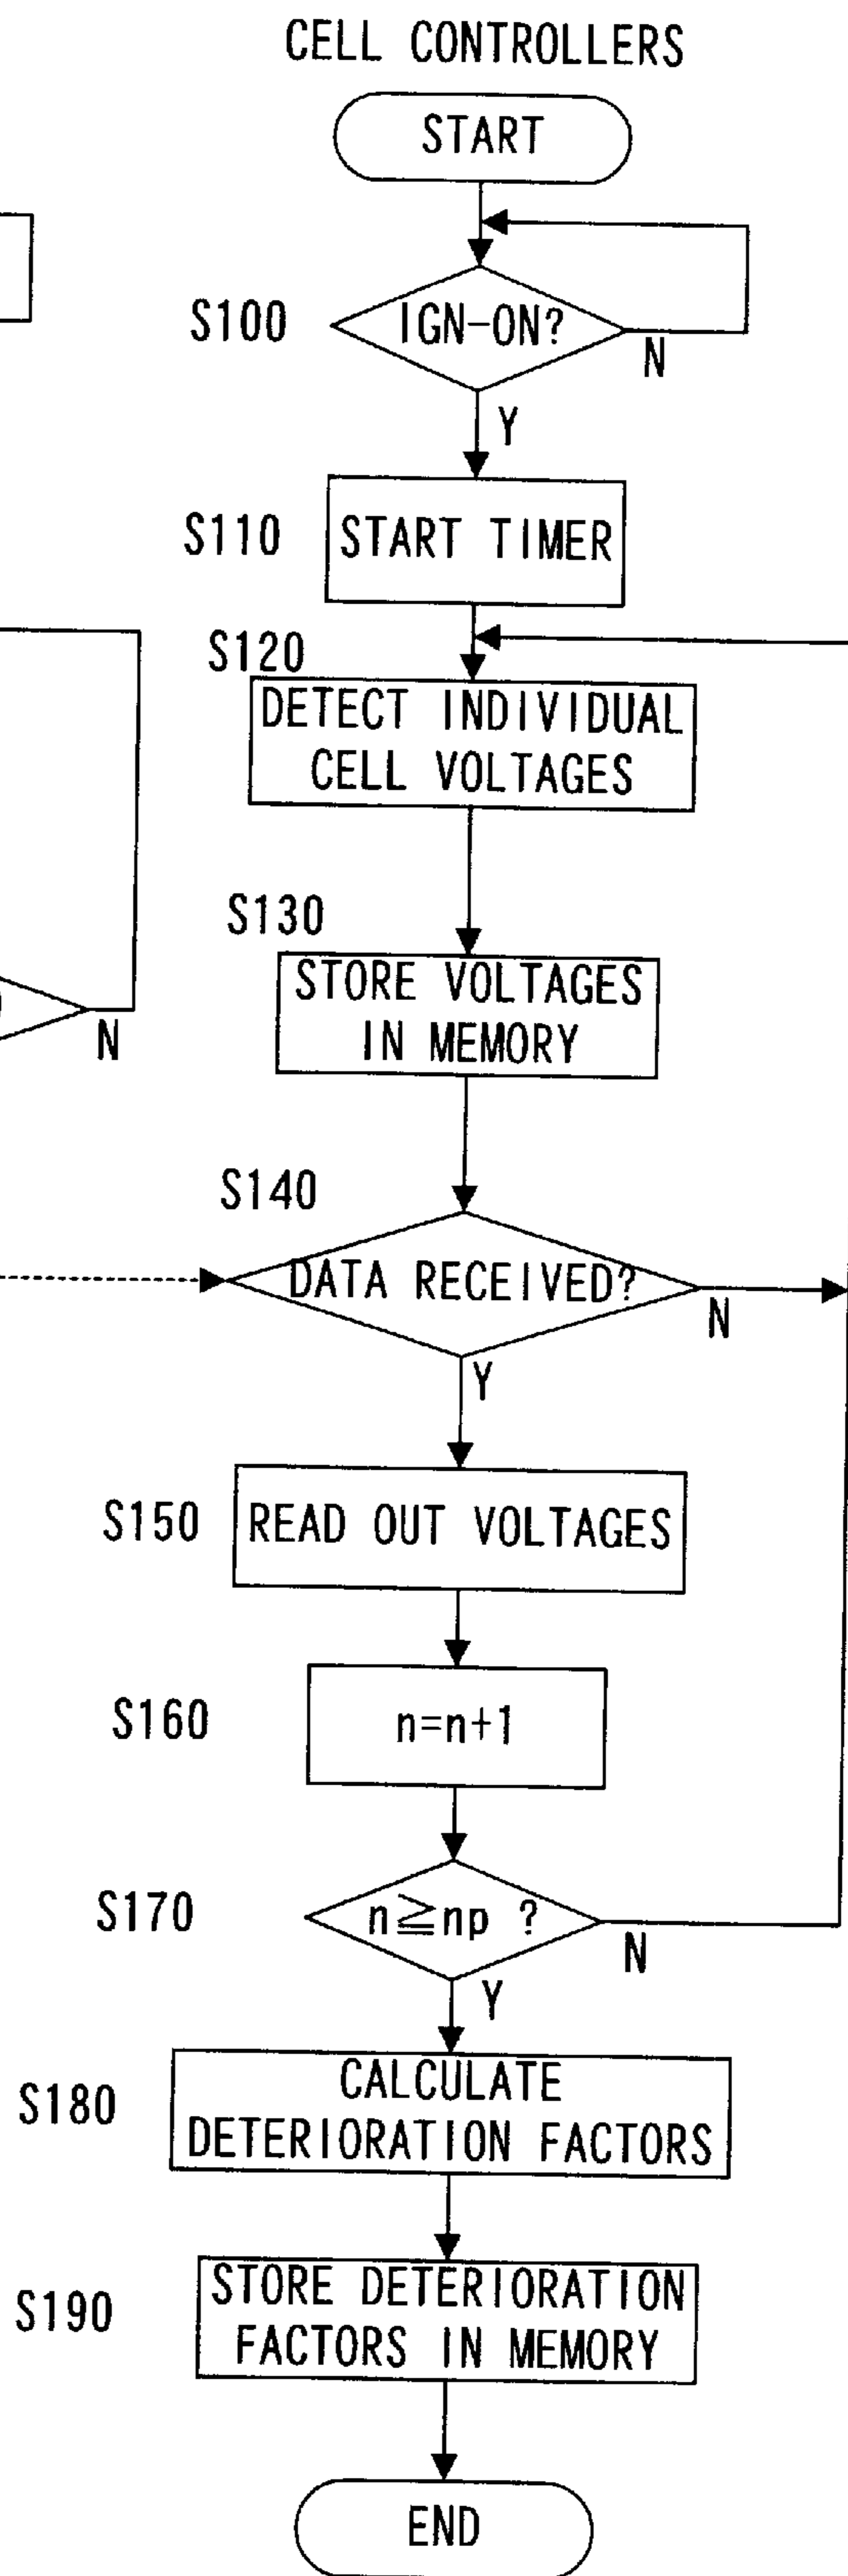 CELL CONTROLLERS
START
S100
IGN-ON?
N
Y
S110
START TIMER
S120
DETECT INDIVIDUAL
CELL VOLTAGES
S130
STORE VOLTAGES
IN MEMORY
N
S140
DATA RECEIVED?
N
Y
S150
READ OUT VOLTAGES
S160
n=n+1
S170
n≧np ?
N
Y
S180
CALCULATE
DETERIORATION FACTORS
S190
STORE DETERIORATION
FACTORS IN MEMORY
END